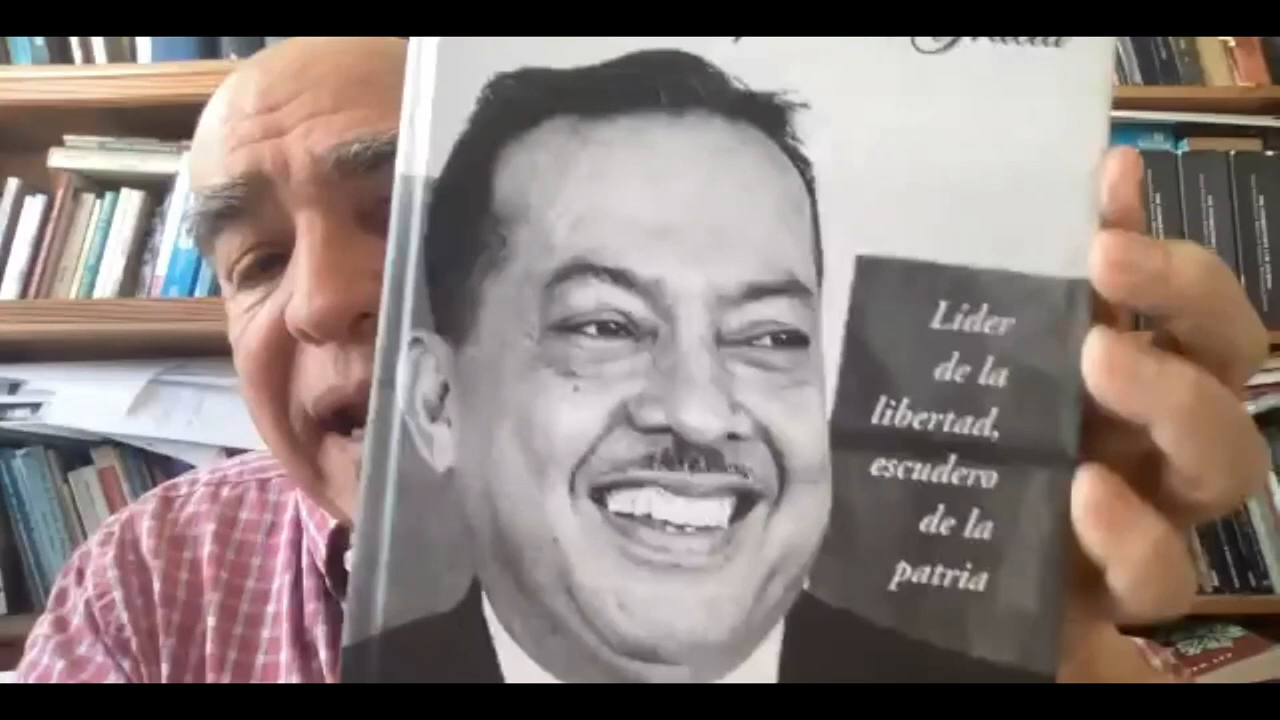 Líder
de la
libertad,
escudero
de la
patria